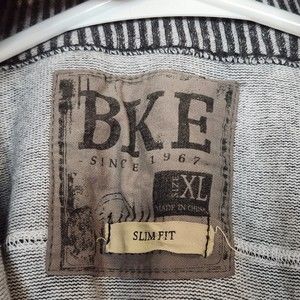 BKE
- SINCE 1967 -
SIZE XL
MADE IN CHINA
SLIM FIT